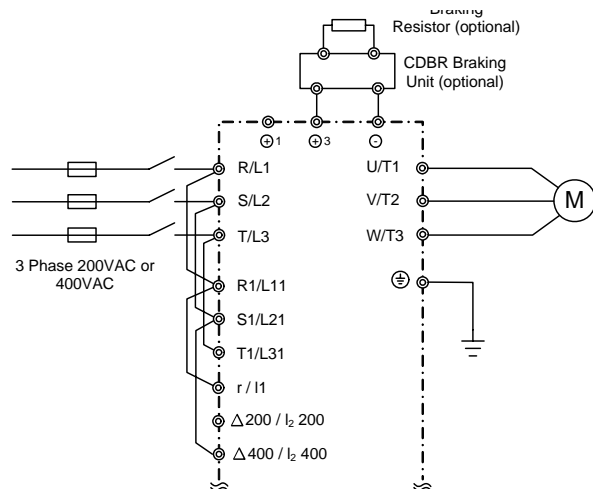 Braking
Resistor (optional)
CDBR Braking
Unit (optional)
⊕1
⊕3
⊖
R/L1
U/T1
S/L2
V/T2
M
T/L3
W/T3
3 Phase 200VAC or
400VAC
R1/L11
S1/L21
T1/L31
r / l1
△200 / l₂ 200
△400 / l₂ 400